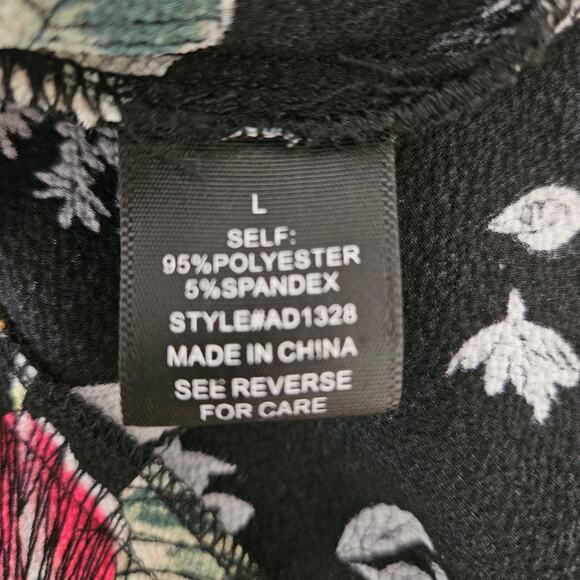 L
SELF:
95%POLYESTER
5%SPANDEX
STYLE#AD1328
MADE IN CHINA
SEE REVERSE
FOR CARE